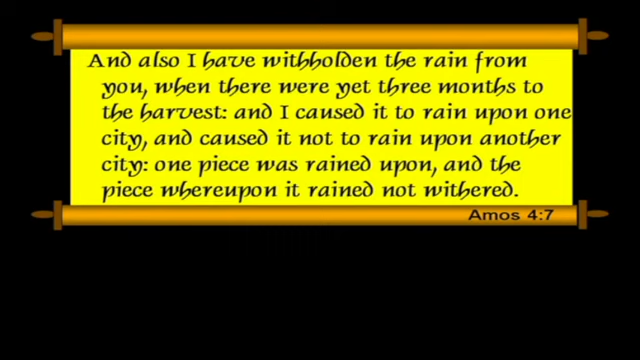 And also I have withholden the rain from
you, when there were yet three months to
the harvest: and I caused it to rain upon one
city, and caused it not to rain upon another
city: one piece was rained upon, and the
piece whereupon it rained not withered.
Amos 4:7